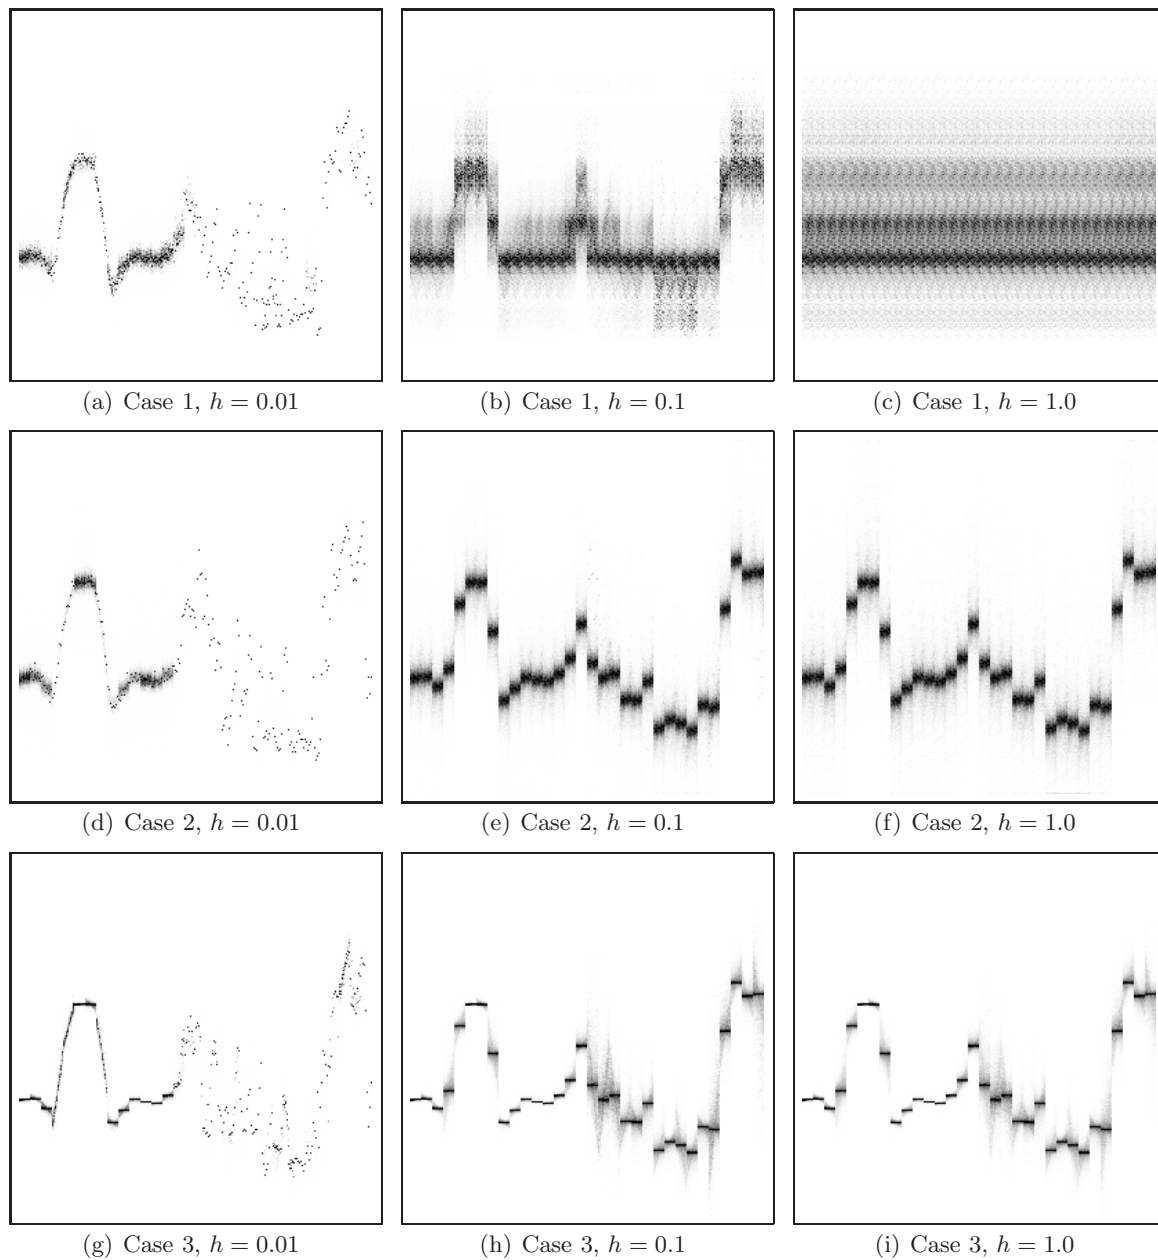 (a) Case 1, h = 0.01
(b) Case 1, h = 0.1
(c) Case 1, h = 1.0
(d) Case 2, h = 0.01
(e) Case 2, h = 0.1
(f) Case 2, h = 1.0
(g) Case 3, h = 0.01
(h) Case 3, h = 0.1
(i) Case 3, h = 1.0